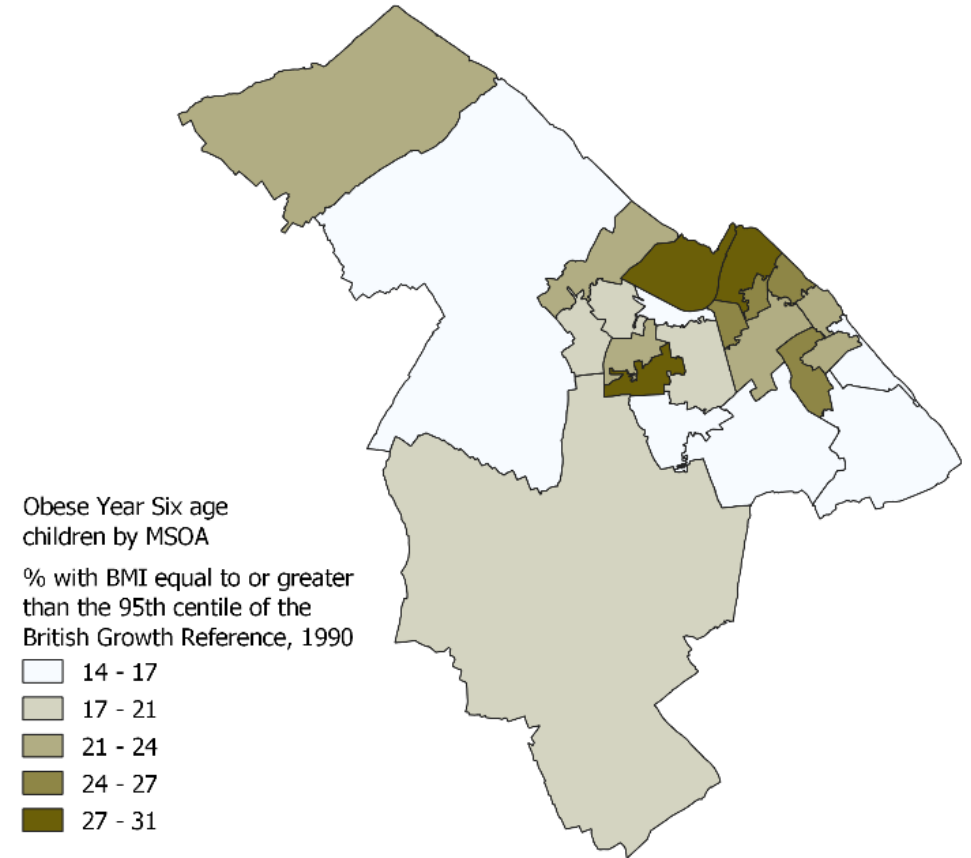 Obese Year Six age
children by MSOA
% with BMI equal to or greater
than the 95th centile of the
British Growth Reference, 1990
14 - 17
17 - 21
21 - 24
24 - 27
27 - 31